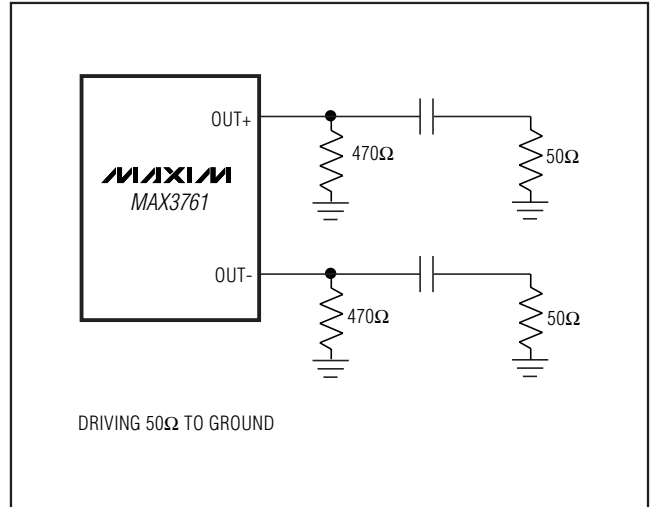 OUT+
470Ω
50Ω
MAXIM
MAX3761
OUT-
470Ω
50Ω
DRIVING 50Ω TO GROUND